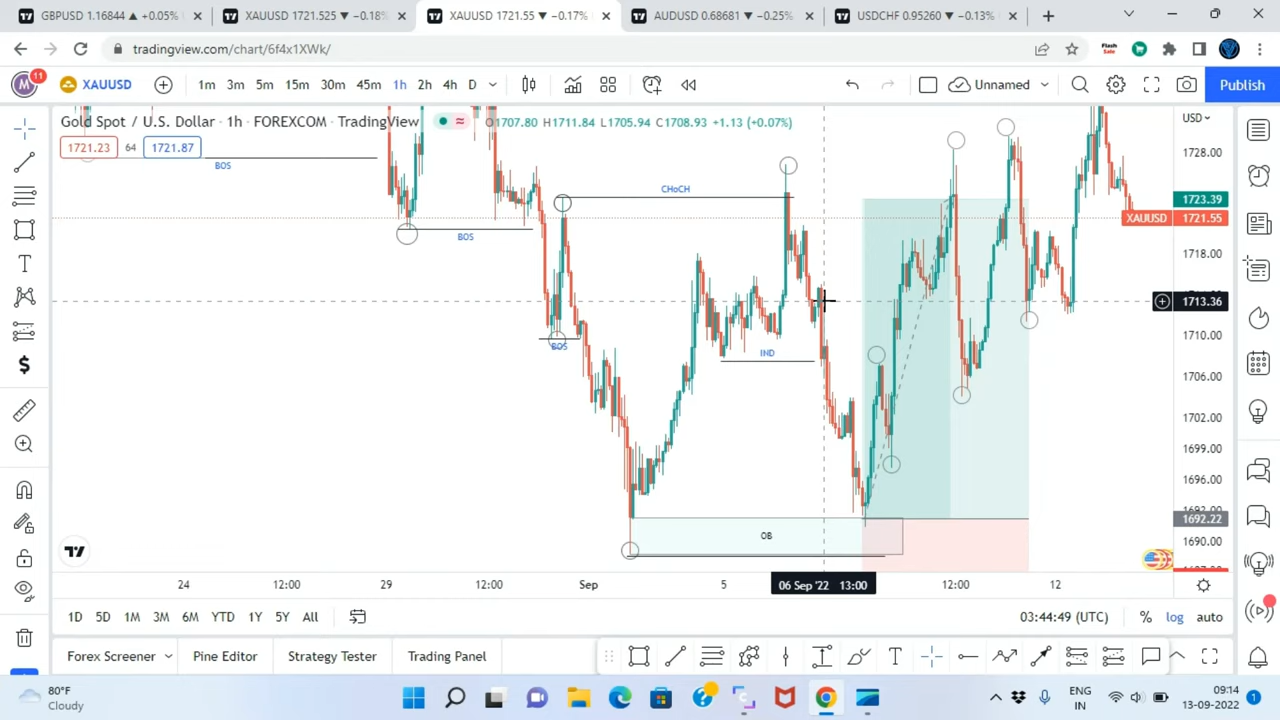 GBPUSD 1.16844 ▲ +0.05%
XAUUSD 1721.525 ▼ −0.18%
XAUUSD 1721.55 ▼ −0.17%
AUDUSD 0.68681 ▼ −0.25%
USDCHF 0.95260 ▼ −0.13%
tradingview.com/chart/6f4x1XWk/
Flash
Sale
M
11
XAUUSD
1m 3m 5m 15m 30m 45m 1h 2h 4h D
Unnamed
Publish
Gold Spot / U.S. Dollar · 1h · FOREXCOM · TradingView
O1707.80 H1711.84 L1705.94 C1708.93 +1.13 (+0.07%)
USD
1721.23 64 1721.87
BOS
BOS
BOS
CHoCH
IND
OB
1728.00
1723.39
XAUUSD 1721.55
1718.00
1713.36
1710.00
1706.00
1702.00
1699.00
1696.00
1692.22
1690.00
24 12:00 29 12:00 Sep 5 06 Sep '22 13:00 12:00 12
1D 5D 1M 3M 6M YTD 1Y 5Y All
03:44:49 (UTC) % log auto
Forex Screener Pine Editor Strategy Tester Trading Panel
80°F
Cloudy
ENG
IN
09:14
13-09-2022
1